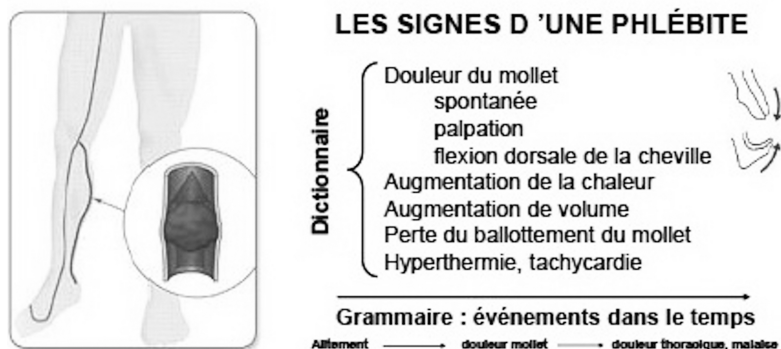 LES SIGNES D 'UNE PHLÉBITE
Dictionnaire
Douleur du mollet
spontanée
palpation
flexion dorsale de la cheville
Augmentation de la chaleur
Augmentation de volume
Perte du ballottement du mollet
Hyperthermie, tachycardie
Grammaire : événements dans le temps
Alitement douleur mollet douleur thoracique, malaise